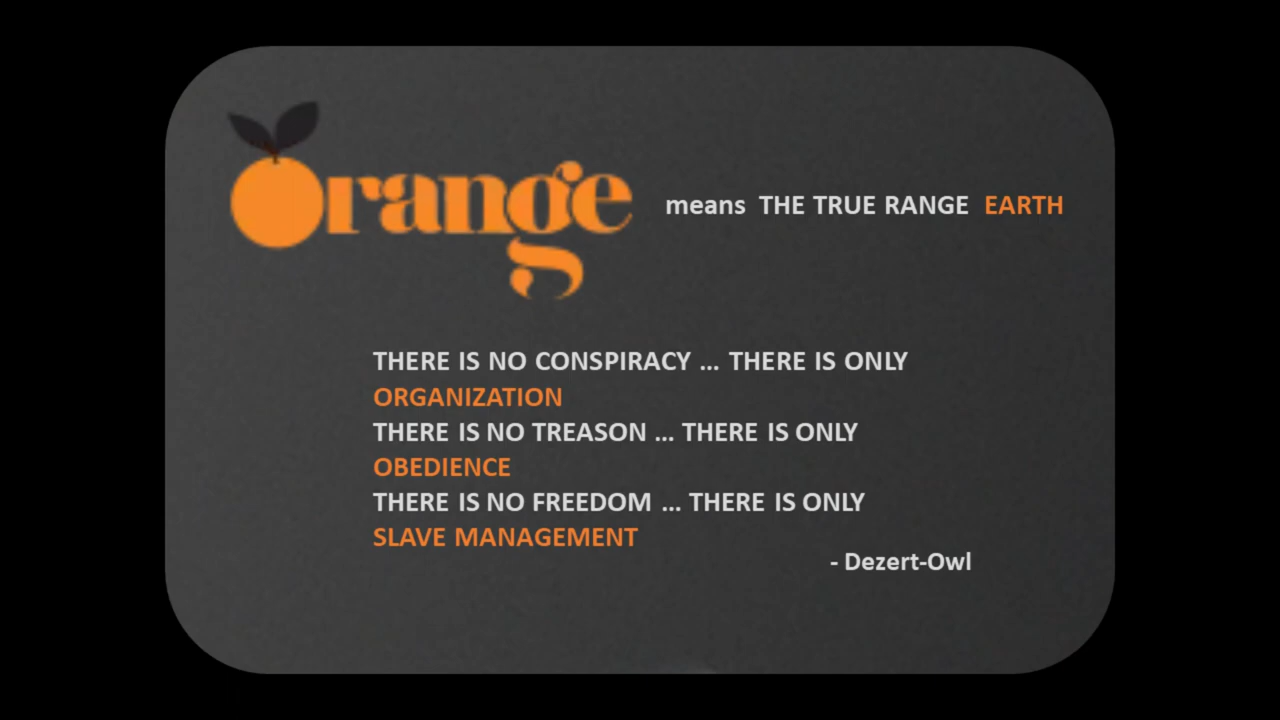 Orange means THE TRUE RANGE EARTH
THERE IS NO CONSPIRACY ... THERE IS ONLY
ORGANIZATION
THERE IS NO TREASON ... THERE IS ONLY
OBEDIENCE
THERE IS NO FREEDOM ... THERE IS ONLY
SLAVE MANAGEMENT
- Dezert-Owl